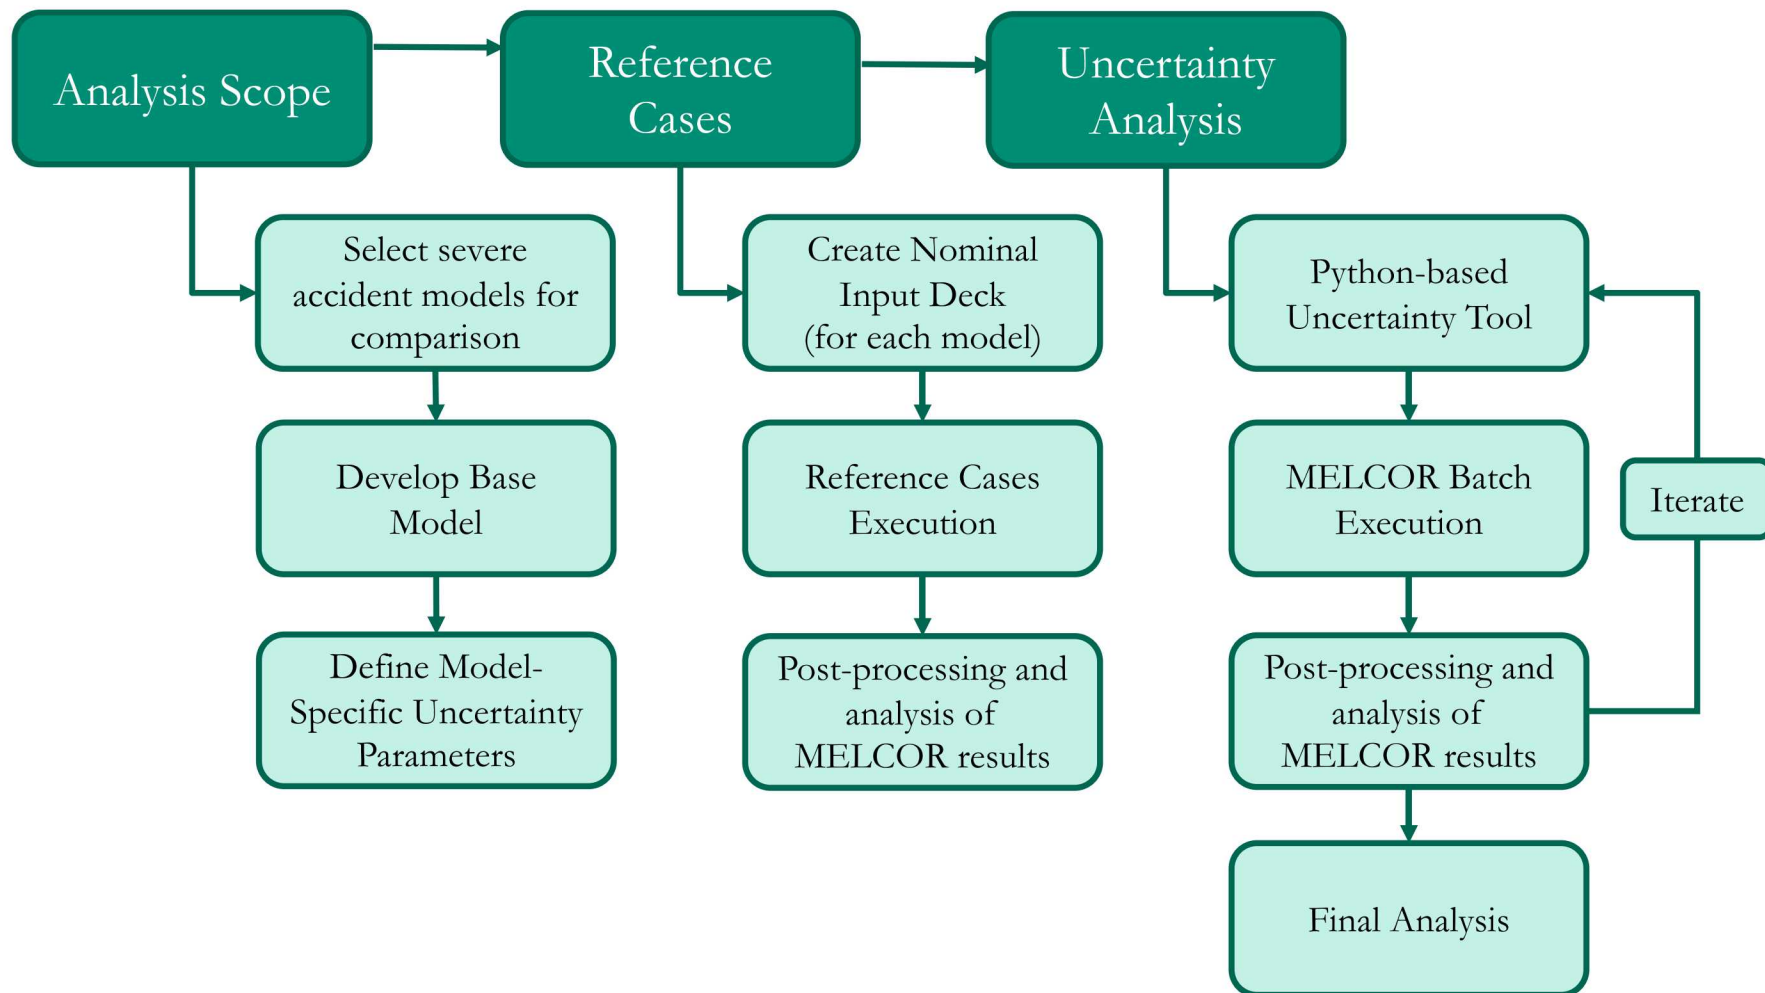 Analysis Scope
Reference
Cases
Uncertainty
Analysis
Select severe
accident models for
comparison
Develop Base
Model
Define Model-
Specific Uncertainty
Parameters
Create Nominal
Input Deck
(for each model)
Reference Cases
Execution
Post-processing and
analysis of
MELCOR results
Python-based
Uncertainty Tool
MELCOR Batch
Execution
Post-processing and
analysis of
MELCOR results
Final Analysis
Iterate